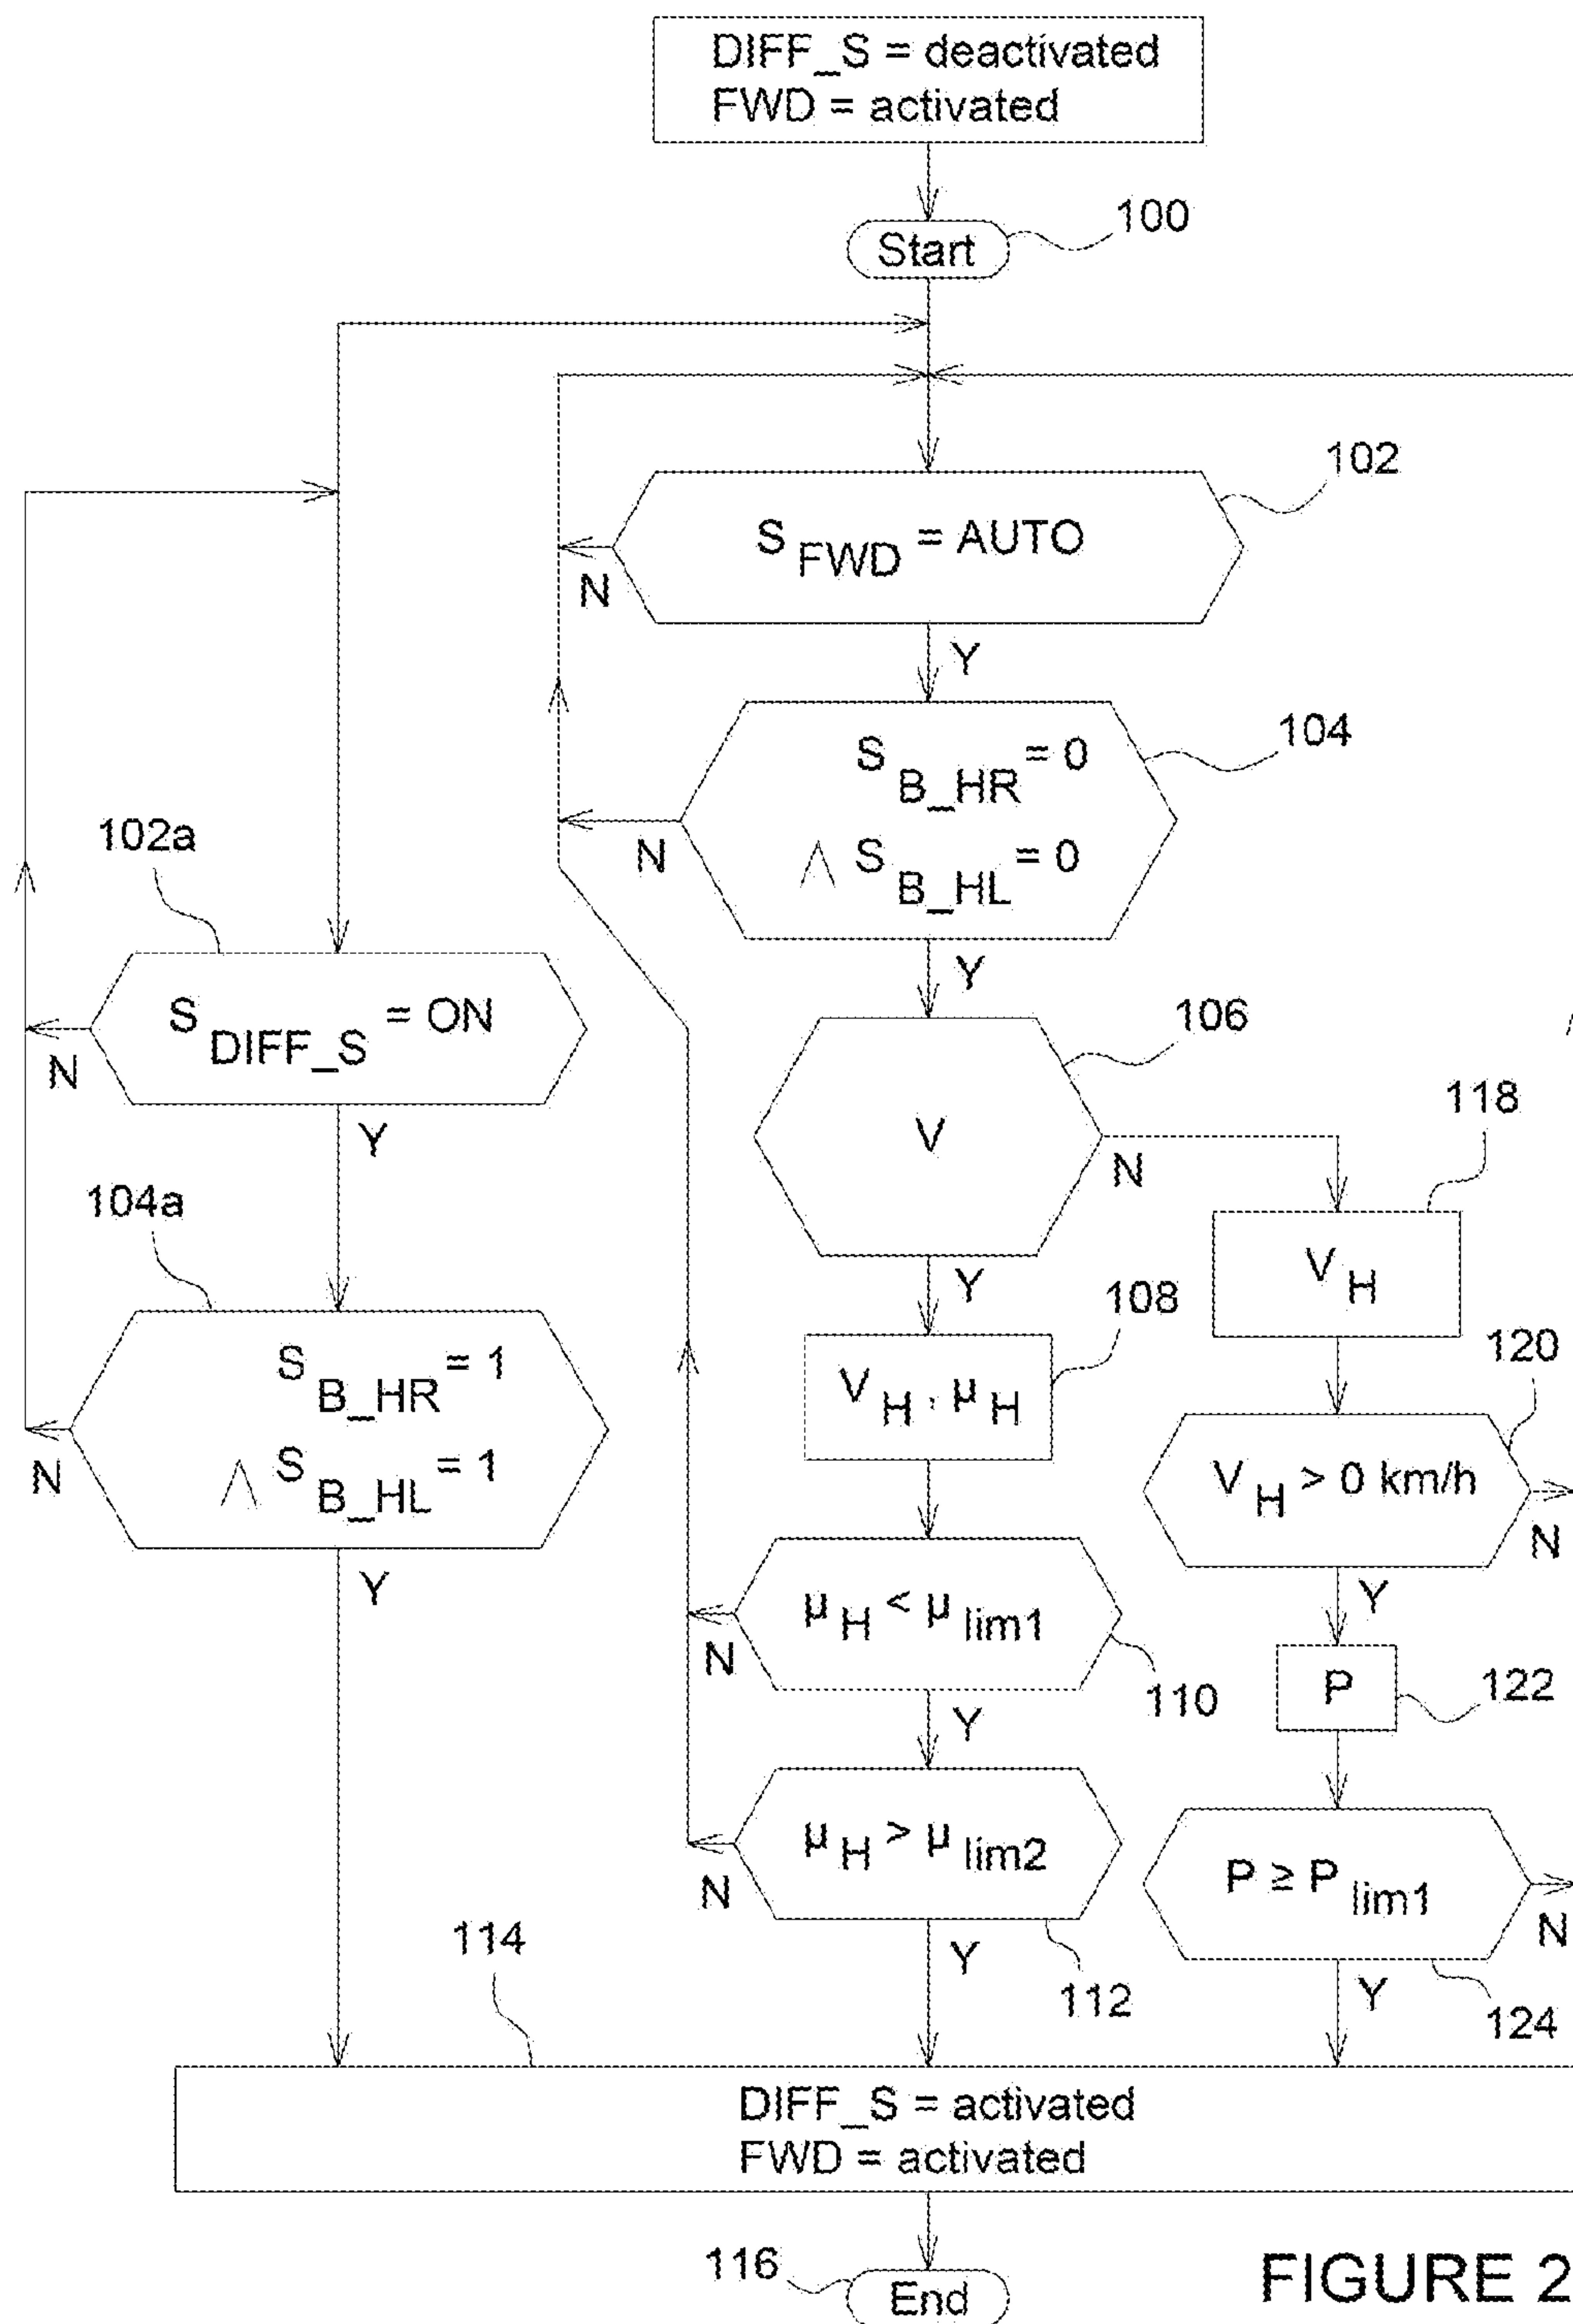 DIFF_S = deactivated
FWD = activated
Start
100
102
S FWD = AUTO
N
Y
104
S B_HR = 0
∧ S B_HL = 0
N
Y
102a
S DIFF_S = ON
N
Y
106
V
N
Y
118
V H
104a
S B_HR = 1
∧ S B_HL = 1
N
Y
108
V H , µ H
120
V H > 0 km/h
N
Y
µ H < µ lim1
N
Y
110
P
122
µ H > µ lim2
N
Y
112
P ≥ P lim1
N
Y
124
114
DIFF_S = activated
FWD = activated
116
End
FIGURE 2